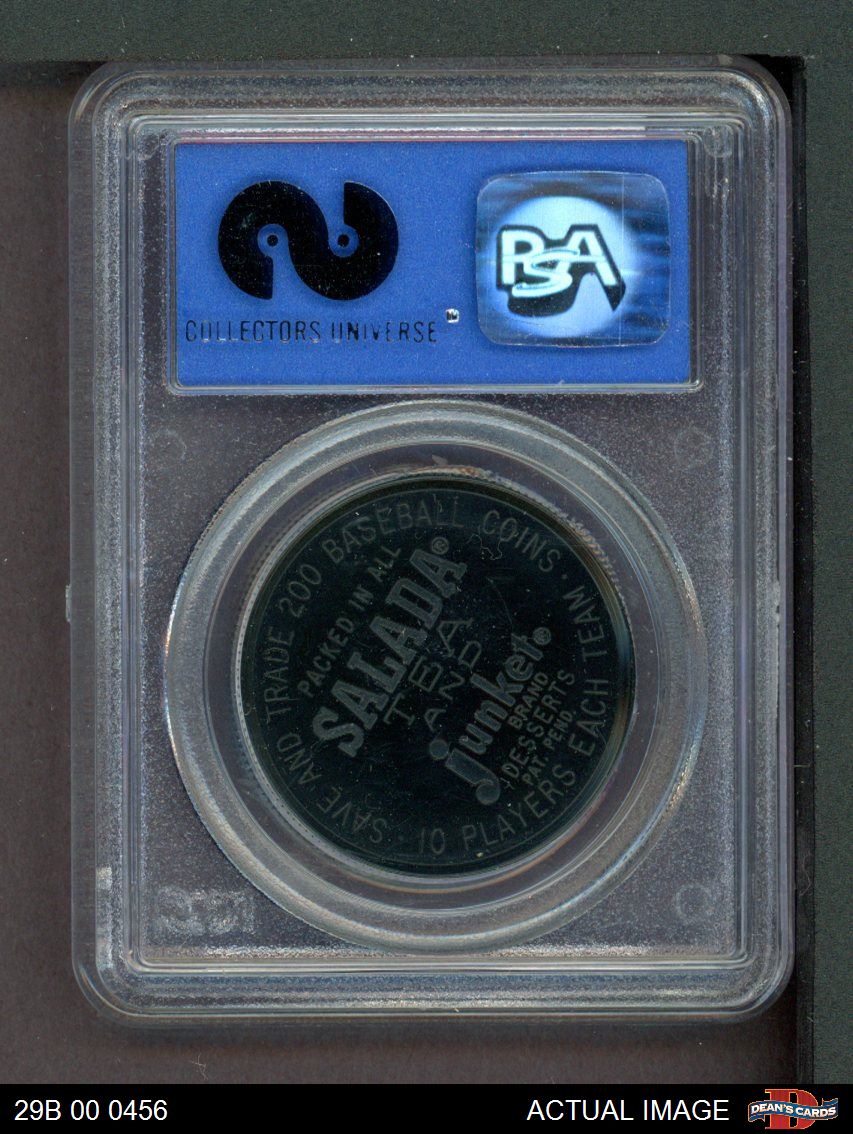 COLLECTORS UNIVERSE
PSA
SAVE AND TRADE 200 BASEBALL COINS · 10 PLAYERS EACH TEAM ·
PACKED IN ALL
SALADA®
TEA
AND
junket®
BRAND
DESSERTS
PAT. PEND.
29B 00 0456
ACTUAL IMAGE
DEAN'S CARDS